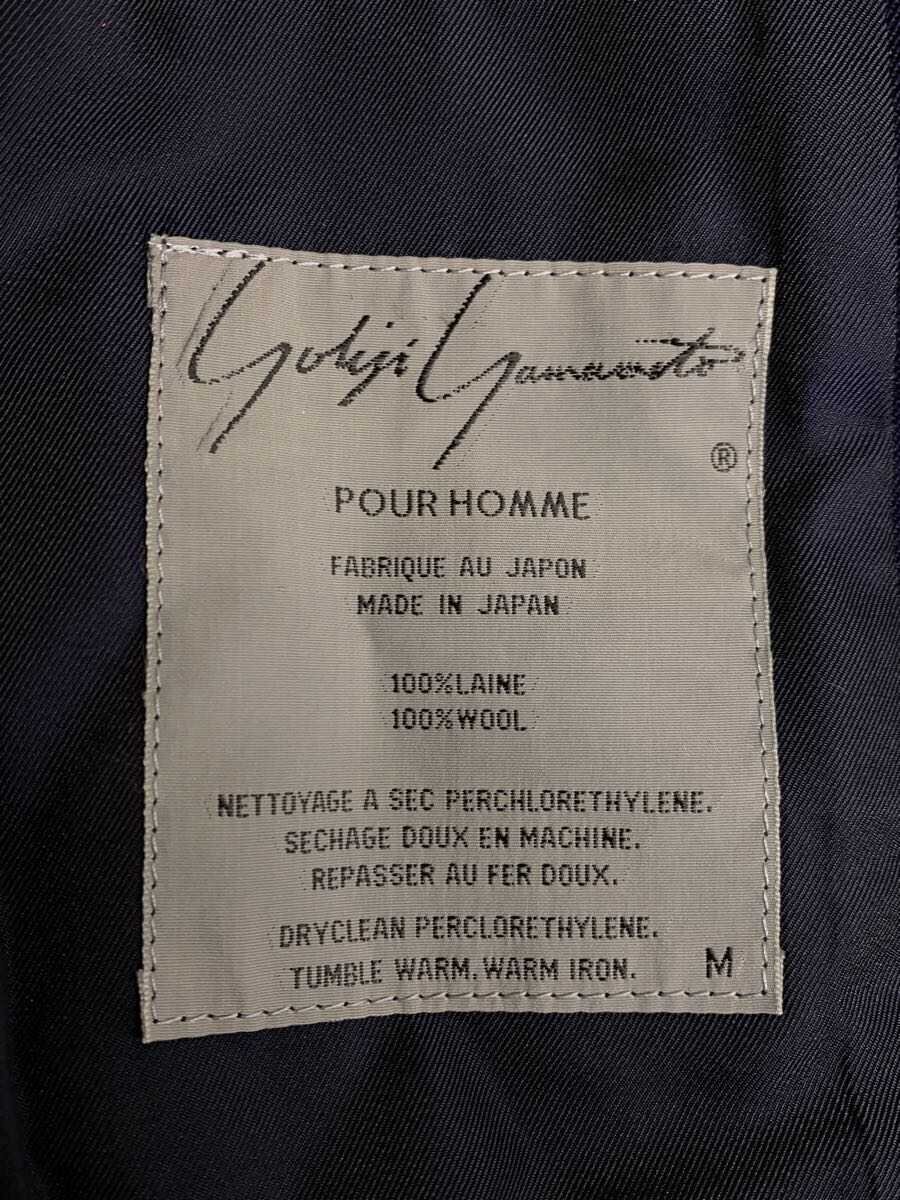 Yohji Yamamoto
®
POUR HOMME
FABRIQUE AU JAPON
MADE IN JAPAN
100%LAINE
100%WOOL
NETTOYAGE A SEC PERCHLORETHYLENE.
SECHAGE DOUX EN MACHINE.
REPASSER AU FER DOUX.
DRYCLEAN PERCLORETHYLENE.
TUMBLE WARM. WARM IRON. M